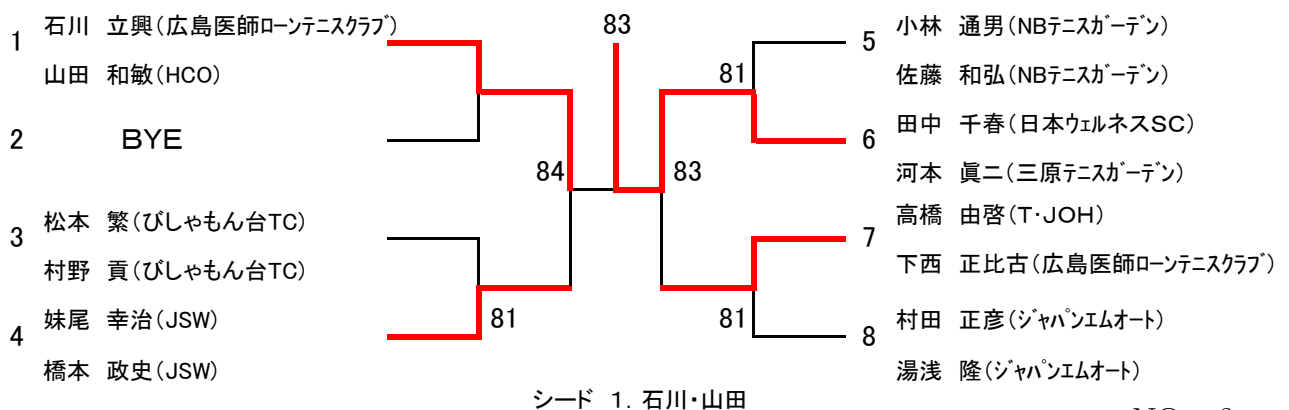 1
石川 立興(広島医師ローンテニスクラブ)
山田 和敏(HCO)
2
BYE
3
松本 繁(びしゃもん台TC)
村野 貢(びしゃもん台TC)
4
妹尾 幸治(JSW)
橋本 政史(JSW)
84
81
83
83
81
81
5
小林 通男(NBテニスガーデン)
佐藤 和弘(NBテニスガーデン)
6
田中 千春(日本ウェルネスSC)
河本 眞二(三原テニスガーデン)
7
高橋 由啓(T・JOH)
下西 正比古(広島医師ローンテニスクラブ)
8
村田 正彦(ジャパンエムオート)
湯浅 隆(ジャパンエムオート)
シード 1. 石川・山田